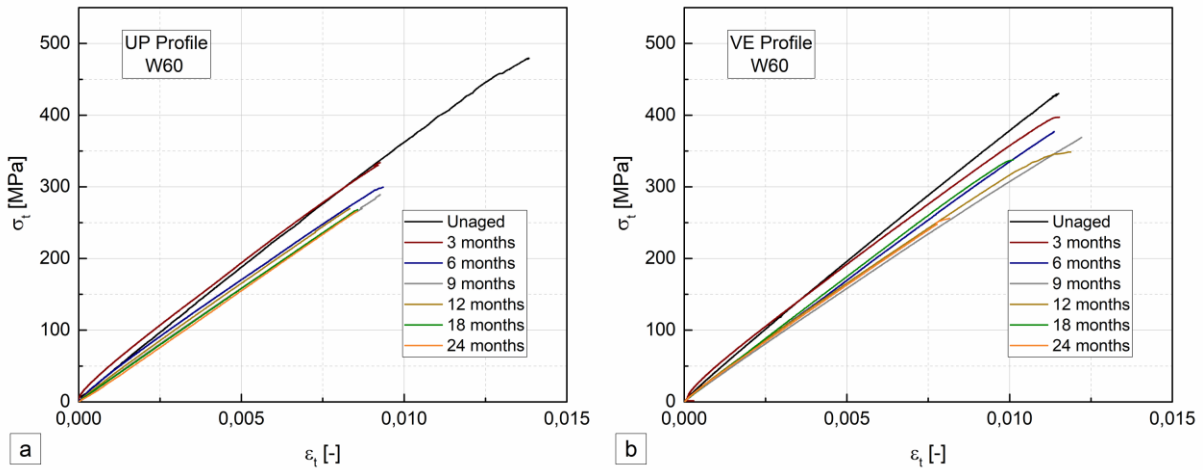 500
400
300
200
100
0
σt [MPa]
UP Profile
W60
Unaged
3 months
6 months
9 months
12 months
18 months
24 months
0,000
0,005
0,010
0,015
εt [-]
a
500
400
300
200
100
0
σt [MPa]
VE Profile
W60
Unaged
3 months
6 months
9 months
12 months
18 months
24 months
0,000
0,005
0,010
0,015
εt [-]
b